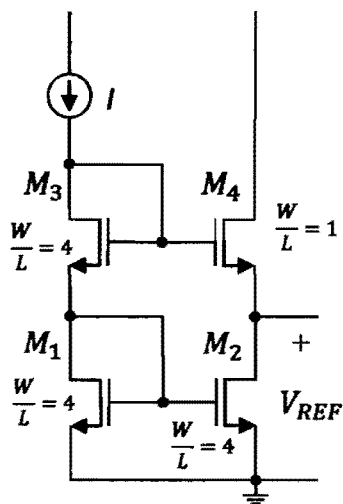 I
M₃ M₄
W/L = 4
W/L = 1
M₁ M₂
+
W/L = 4
V_REF
W/L = 4